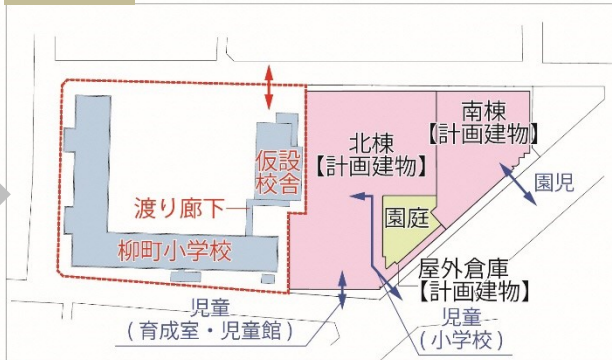 南棟
【計画建物】
北棟
【計画建物】
仮設
校舎
園児
渡り廊下
園庭
柳町小学校
屋外倉庫
【計画建物】
児童
(育成室・児童館)
児童
(小学校)